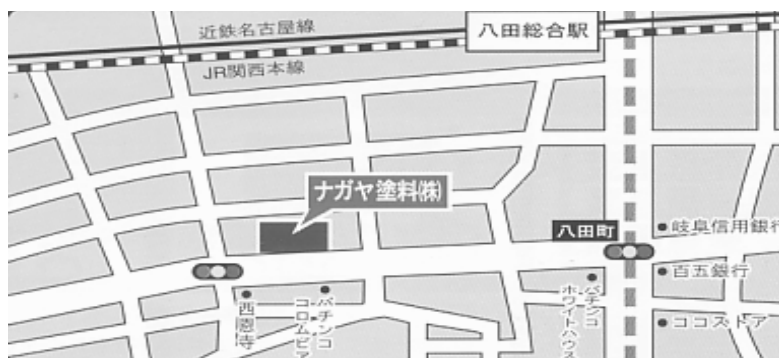 近鉄名古屋線
八田総合駅
JR関西本線
ナガヤ塗料㈱
八田町
岐阜信用銀行
百五銀行
ココストア
パチンコ
ホワイトハウス
パチンコ
コロムビア
西恩寺